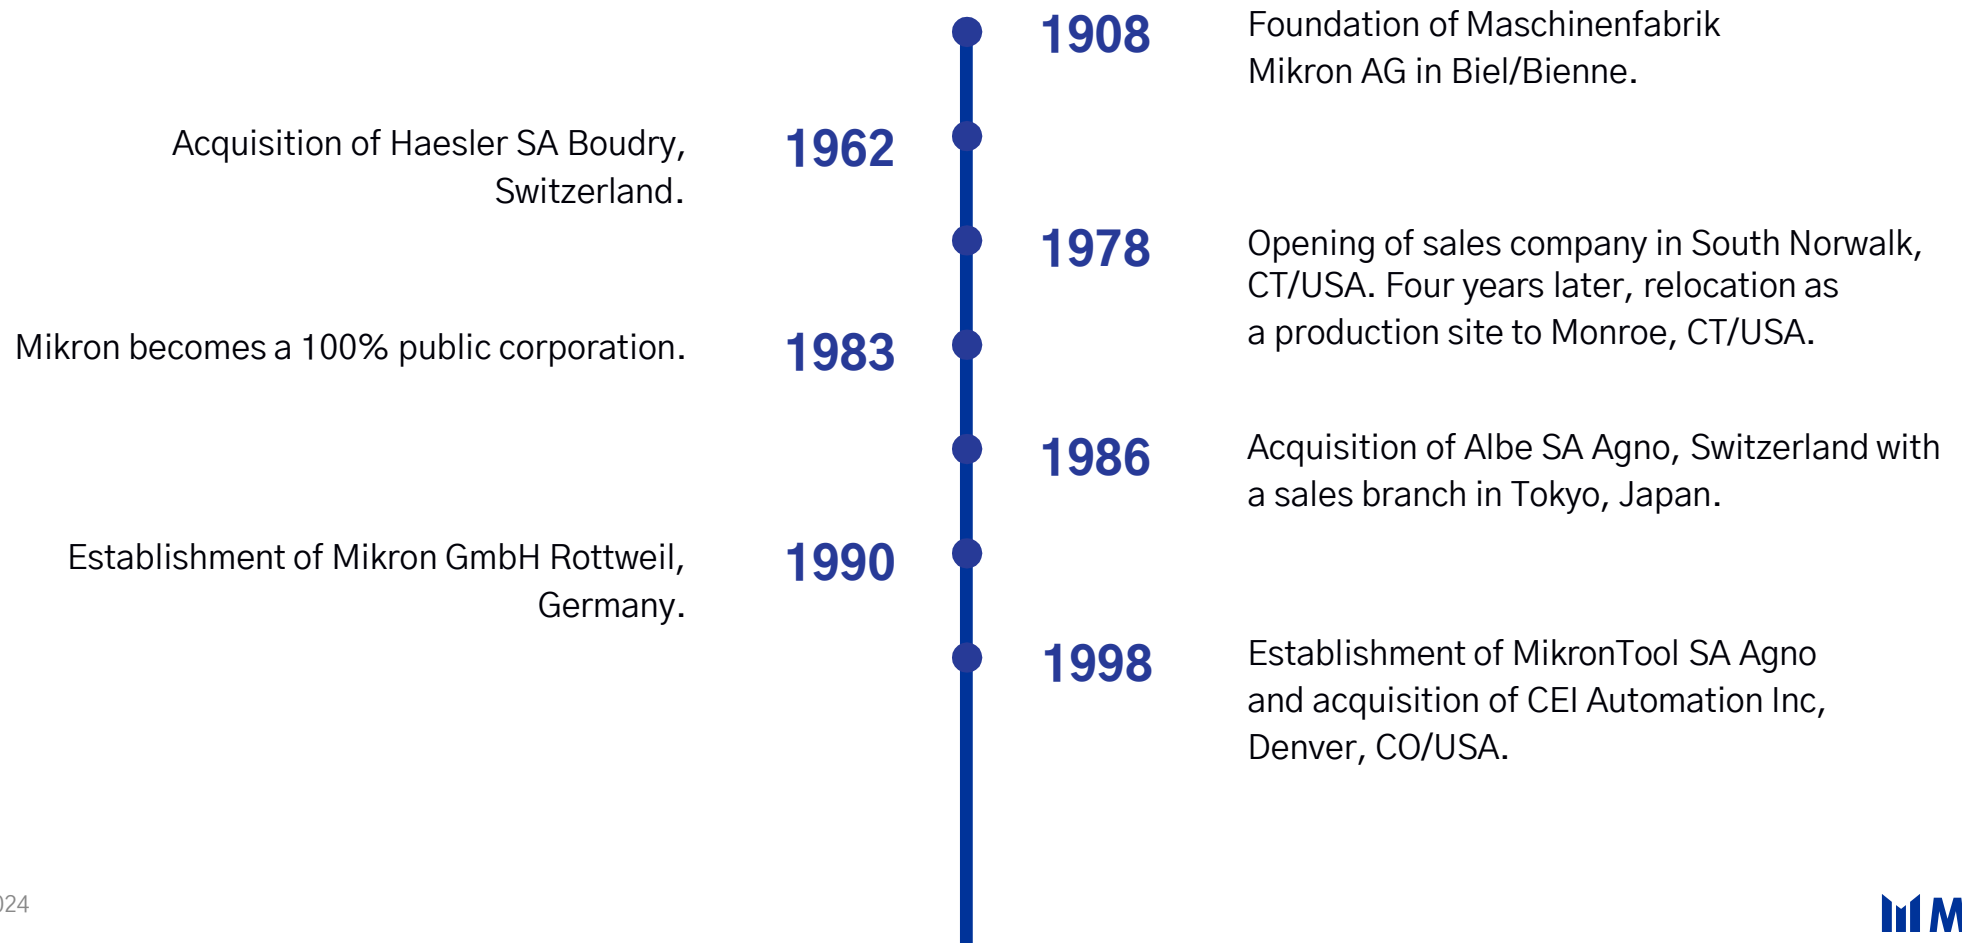 1908
Foundation of Maschinenfabrik
Mikron AG in Biel/Bienne.
1962
Acquisition of Haesler SA Boudry,
Switzerland.
1978
Opening of sales company in South Norwalk,
CT/USA. Four years later, relocation as
a production site to Monroe, CT/USA.
1983
Mikron becomes a 100% public corporation.
1986
Acquisition of Albe SA Agno, Switzerland with
a sales branch in Tokyo, Japan.
1990
Establishment of Mikron GmbH Rottweil,
Germany.
1998
Establishment of MikronTool SA Agno
and acquisition of CEI Automation Inc,
Denver, CO/USA.
024
M